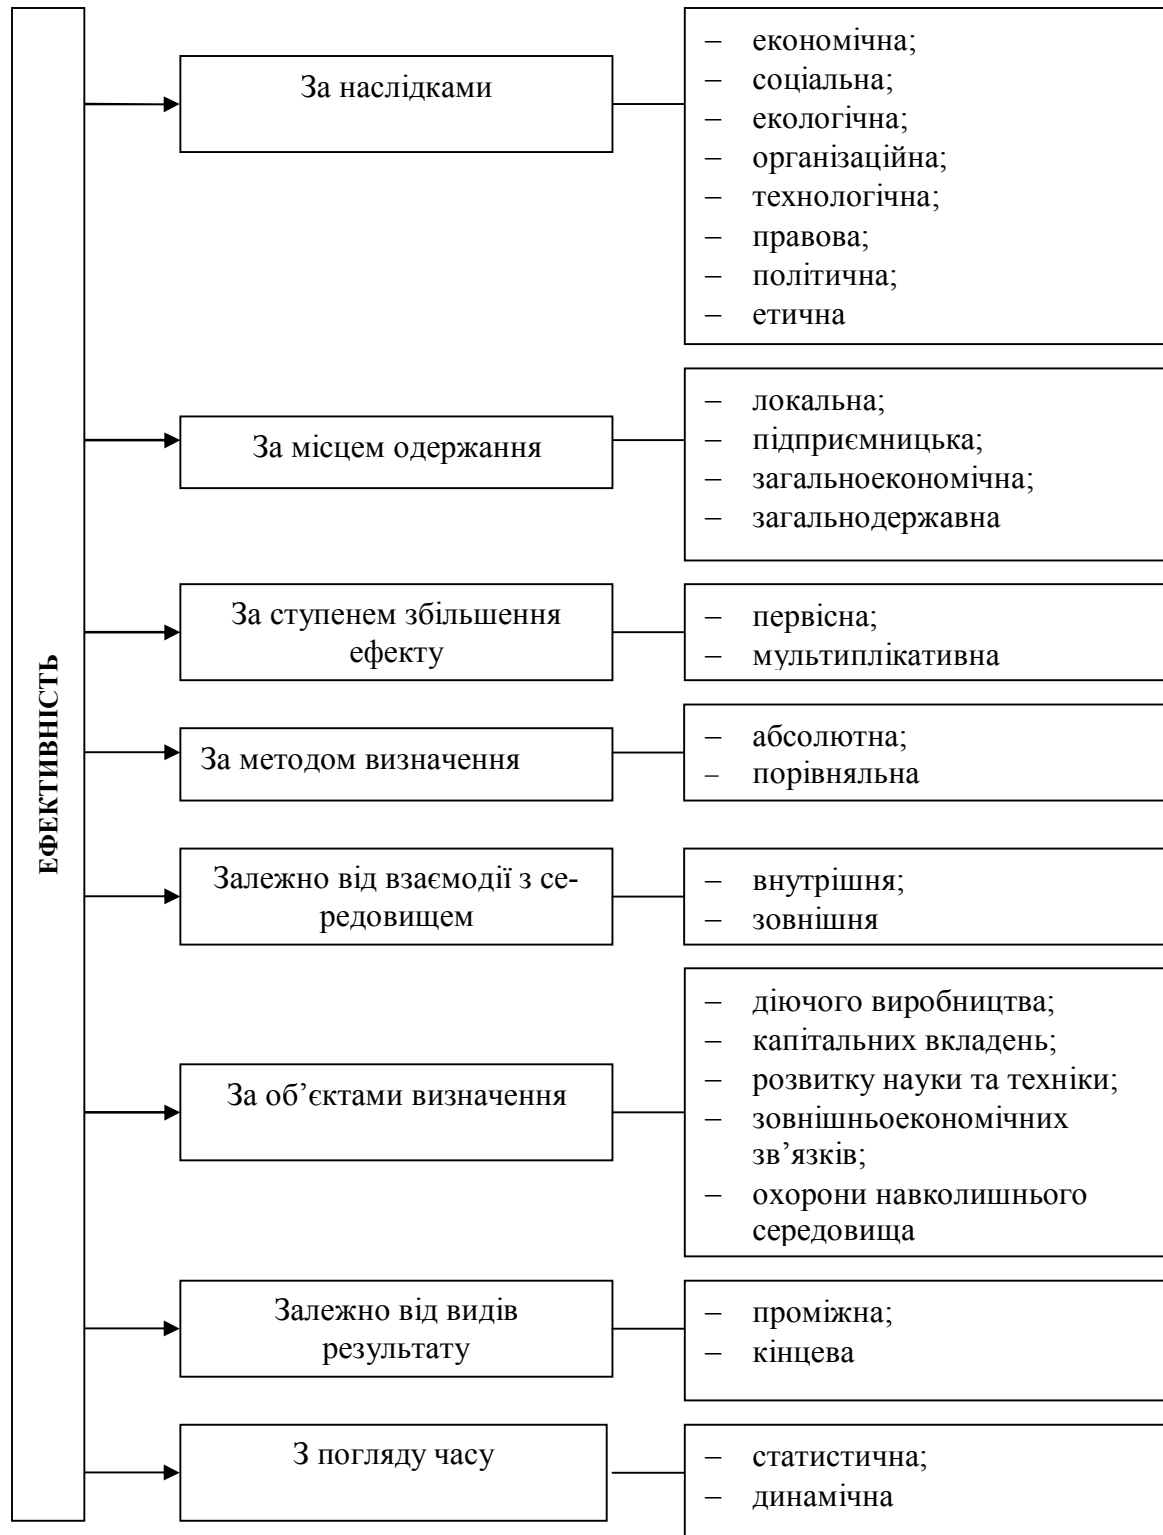 ЕФЕКТИВНІСТЬ
За наслідками
– економічна;
– соціальна;
– екологічна;
– організаційна;
– технологічна;
– правова;
– політична;
– етична
За місцем одержання
– локальна;
– підприємницька;
– загальноекономічна;
– загальнодержавна
За ступенем збільшення
ефекту
– первісна;
– мультиплікативна
За методом визначення
– абсолютна;
– порівняльна
Залежно від взаємодії з се-
редовищем
– внутрішня;
– зовнішня
За об’єктами визначення
– діючого виробництва;
– капітальних вкладень;
– розвитку науки та техніки;
– зовнішньоекономічних
зв’язків;
– охорони навколишнього
середовища
Залежно від видів
результату
– проміжна;
– кінцева
З погляду часу
– статистична;
– динамічна